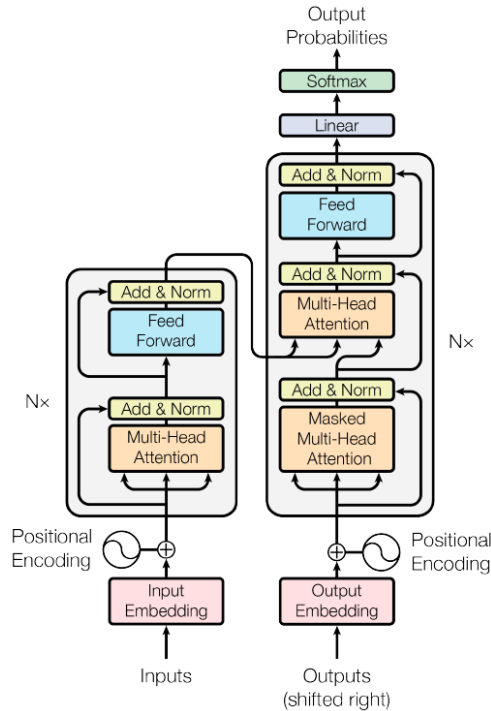 Output
Probabilities
Softmax
Linear
Add & Norm
Feed
Forward
Add & Norm
Multi-Head
Attention
Add & Norm
Masked
Multi-Head
Attention
N×
Positional
Encoding
Output
Embedding
Outputs
(shifted right)
Add & Norm
Feed
Forward
Add & Norm
Multi-Head
Attention
N×
Positional
Encoding
Input
Embedding
Inputs